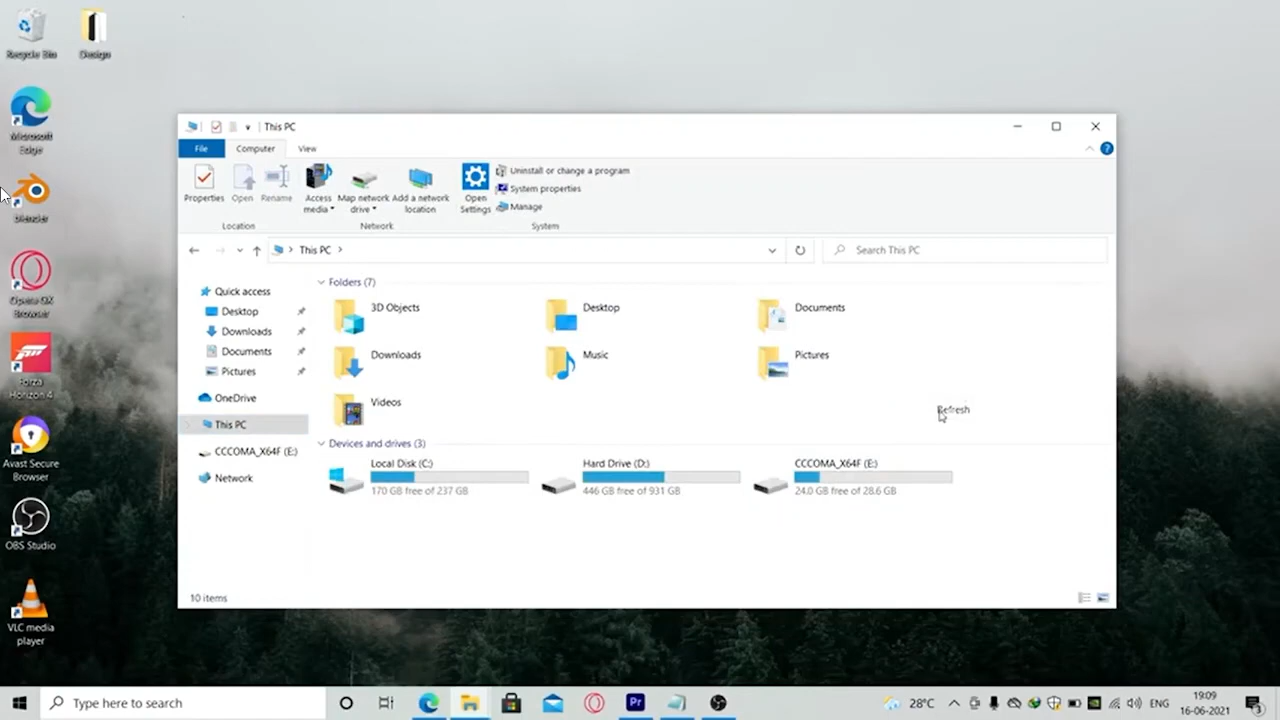 Recycle Bin
Design
Microsoft
Edge
blender
Opera GX
Browser
Forza
Horizon 4
Avast Secure
Browser
OBS Studio
VLC media
player
This PC
File
Computer
View
Properties
Open
Rename
Access
media
Map network
drive
Add a network
location
Open
Settings
Uninstall or change a program
System properties
Manage
Location
Network
System
This PC
Search This PC
Quick access
Desktop
Downloads
Documents
Pictures
OneDrive
This PC
CCCOMA_X64F (E:)
Network
Folders (7)
3D Objects
Desktop
Documents
Downloads
Music
Pictures
Videos
Refresh
Devices and drives (3)
Local Disk (C:)
170 GB free of 237 GB
Hard Drive (D:)
446 GB free of 931 GB
CCCOMA_X64F (E:)
24.0 GB free of 28.6 GB
10 items
Type here to search
Pr
28°C
ENG
19:09
16-06-2021
3